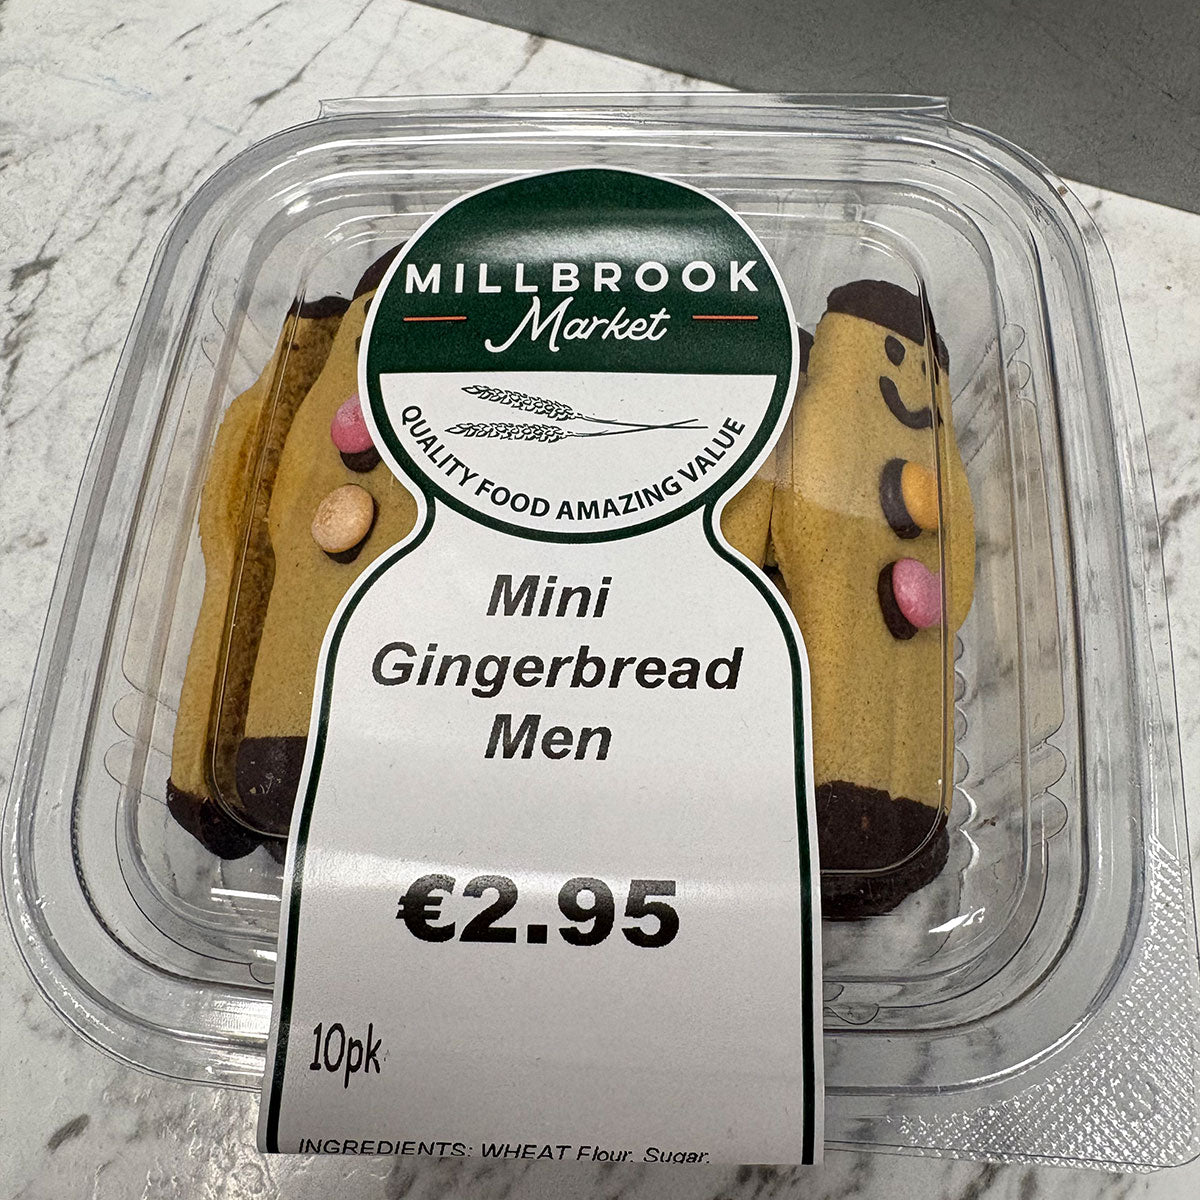 MILLBROOK
Market
QUALITY FOOD AMAZING VALUE
Mini
Gingerbread
Men
€2.95
10pk
INGREDIENTS: WHEAT Flour, Sugar,